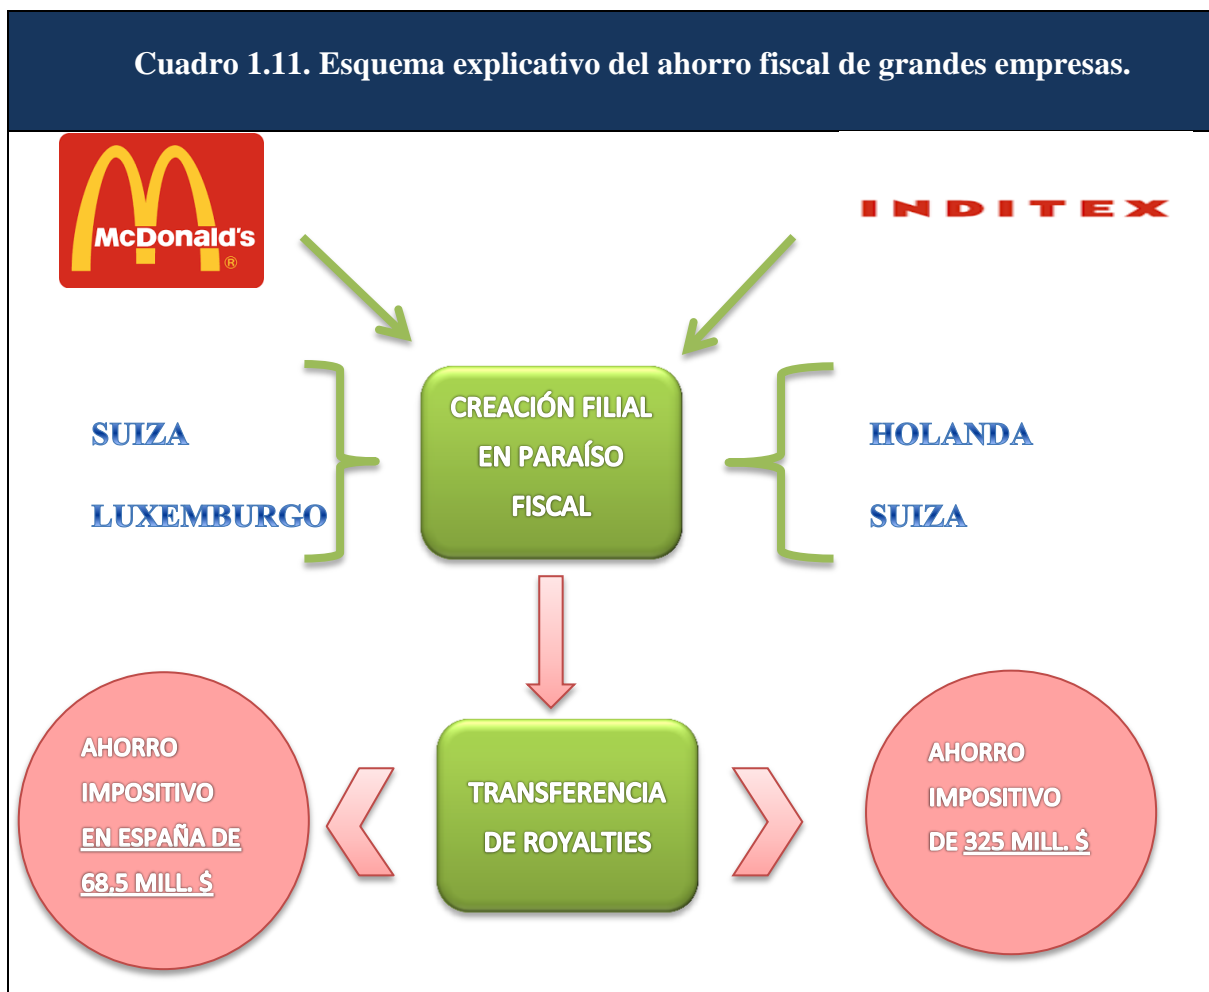 Cuadro 1.11. Esquema explicativo del ahorro fiscal de grandes empresas.
McDonald's
®
INDITEX
CREACIÓN FILIAL
EN PARAÍSO
FISCAL
SUIZA
LUXEMBURGO
HOLANDA
SUIZA
AHORRO
IMPOSITIVO
EN ESPAÑA DE
68,5 MILL. $
TRANSFERENCIA
DE ROYALTIES
AHORRO
IMPOSITIVO
DE 325 MILL. $